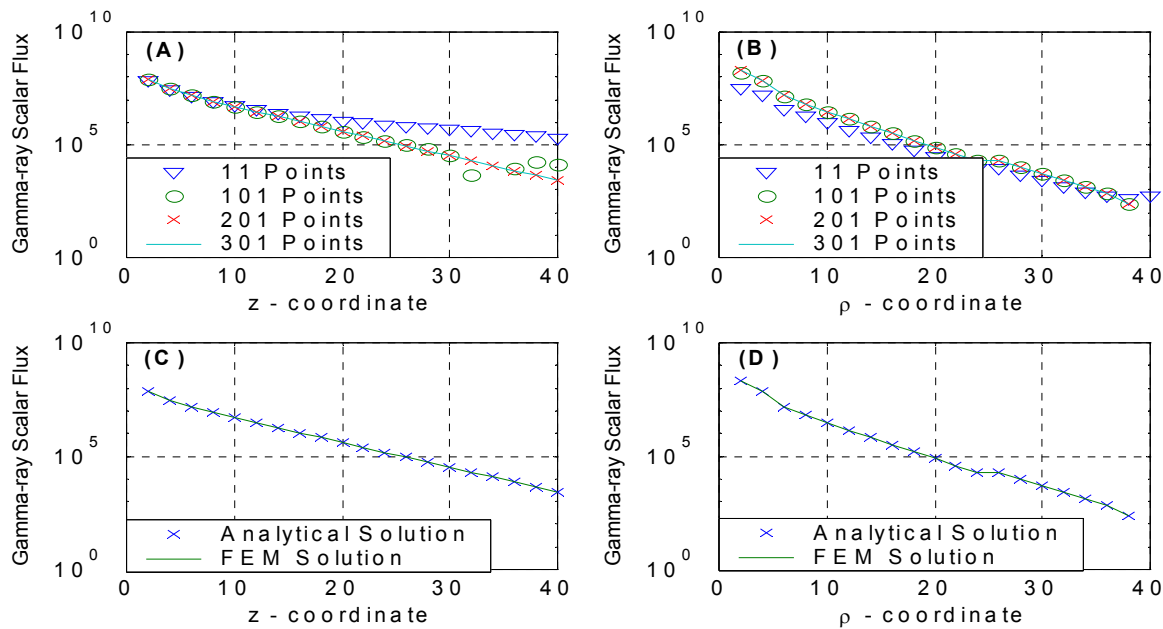 (A)
Gamma-ray Scalar Flux
10^10
10^5
10^0
11 Points
101 Points
201 Points
301 Points
0 10 20 30 40
z - coordinate
(B)
Gamma-ray Scalar Flux
10^10
10^5
10^0
11 Points
101 Points
201 Points
301 Points
0 10 20 30 40
ρ - coordinate
(C)
Gamma-ray Scalar Flux
10^10
10^5
10^0
Analytical Solution
FEM Solution
0 10 20 30 40
z - coordinate
(D)
Gamma-ray Scalar Flux
10^10
10^5
10^0
Analytical Solution
FEM Solution
0 10 20 30 40
ρ - coordinate